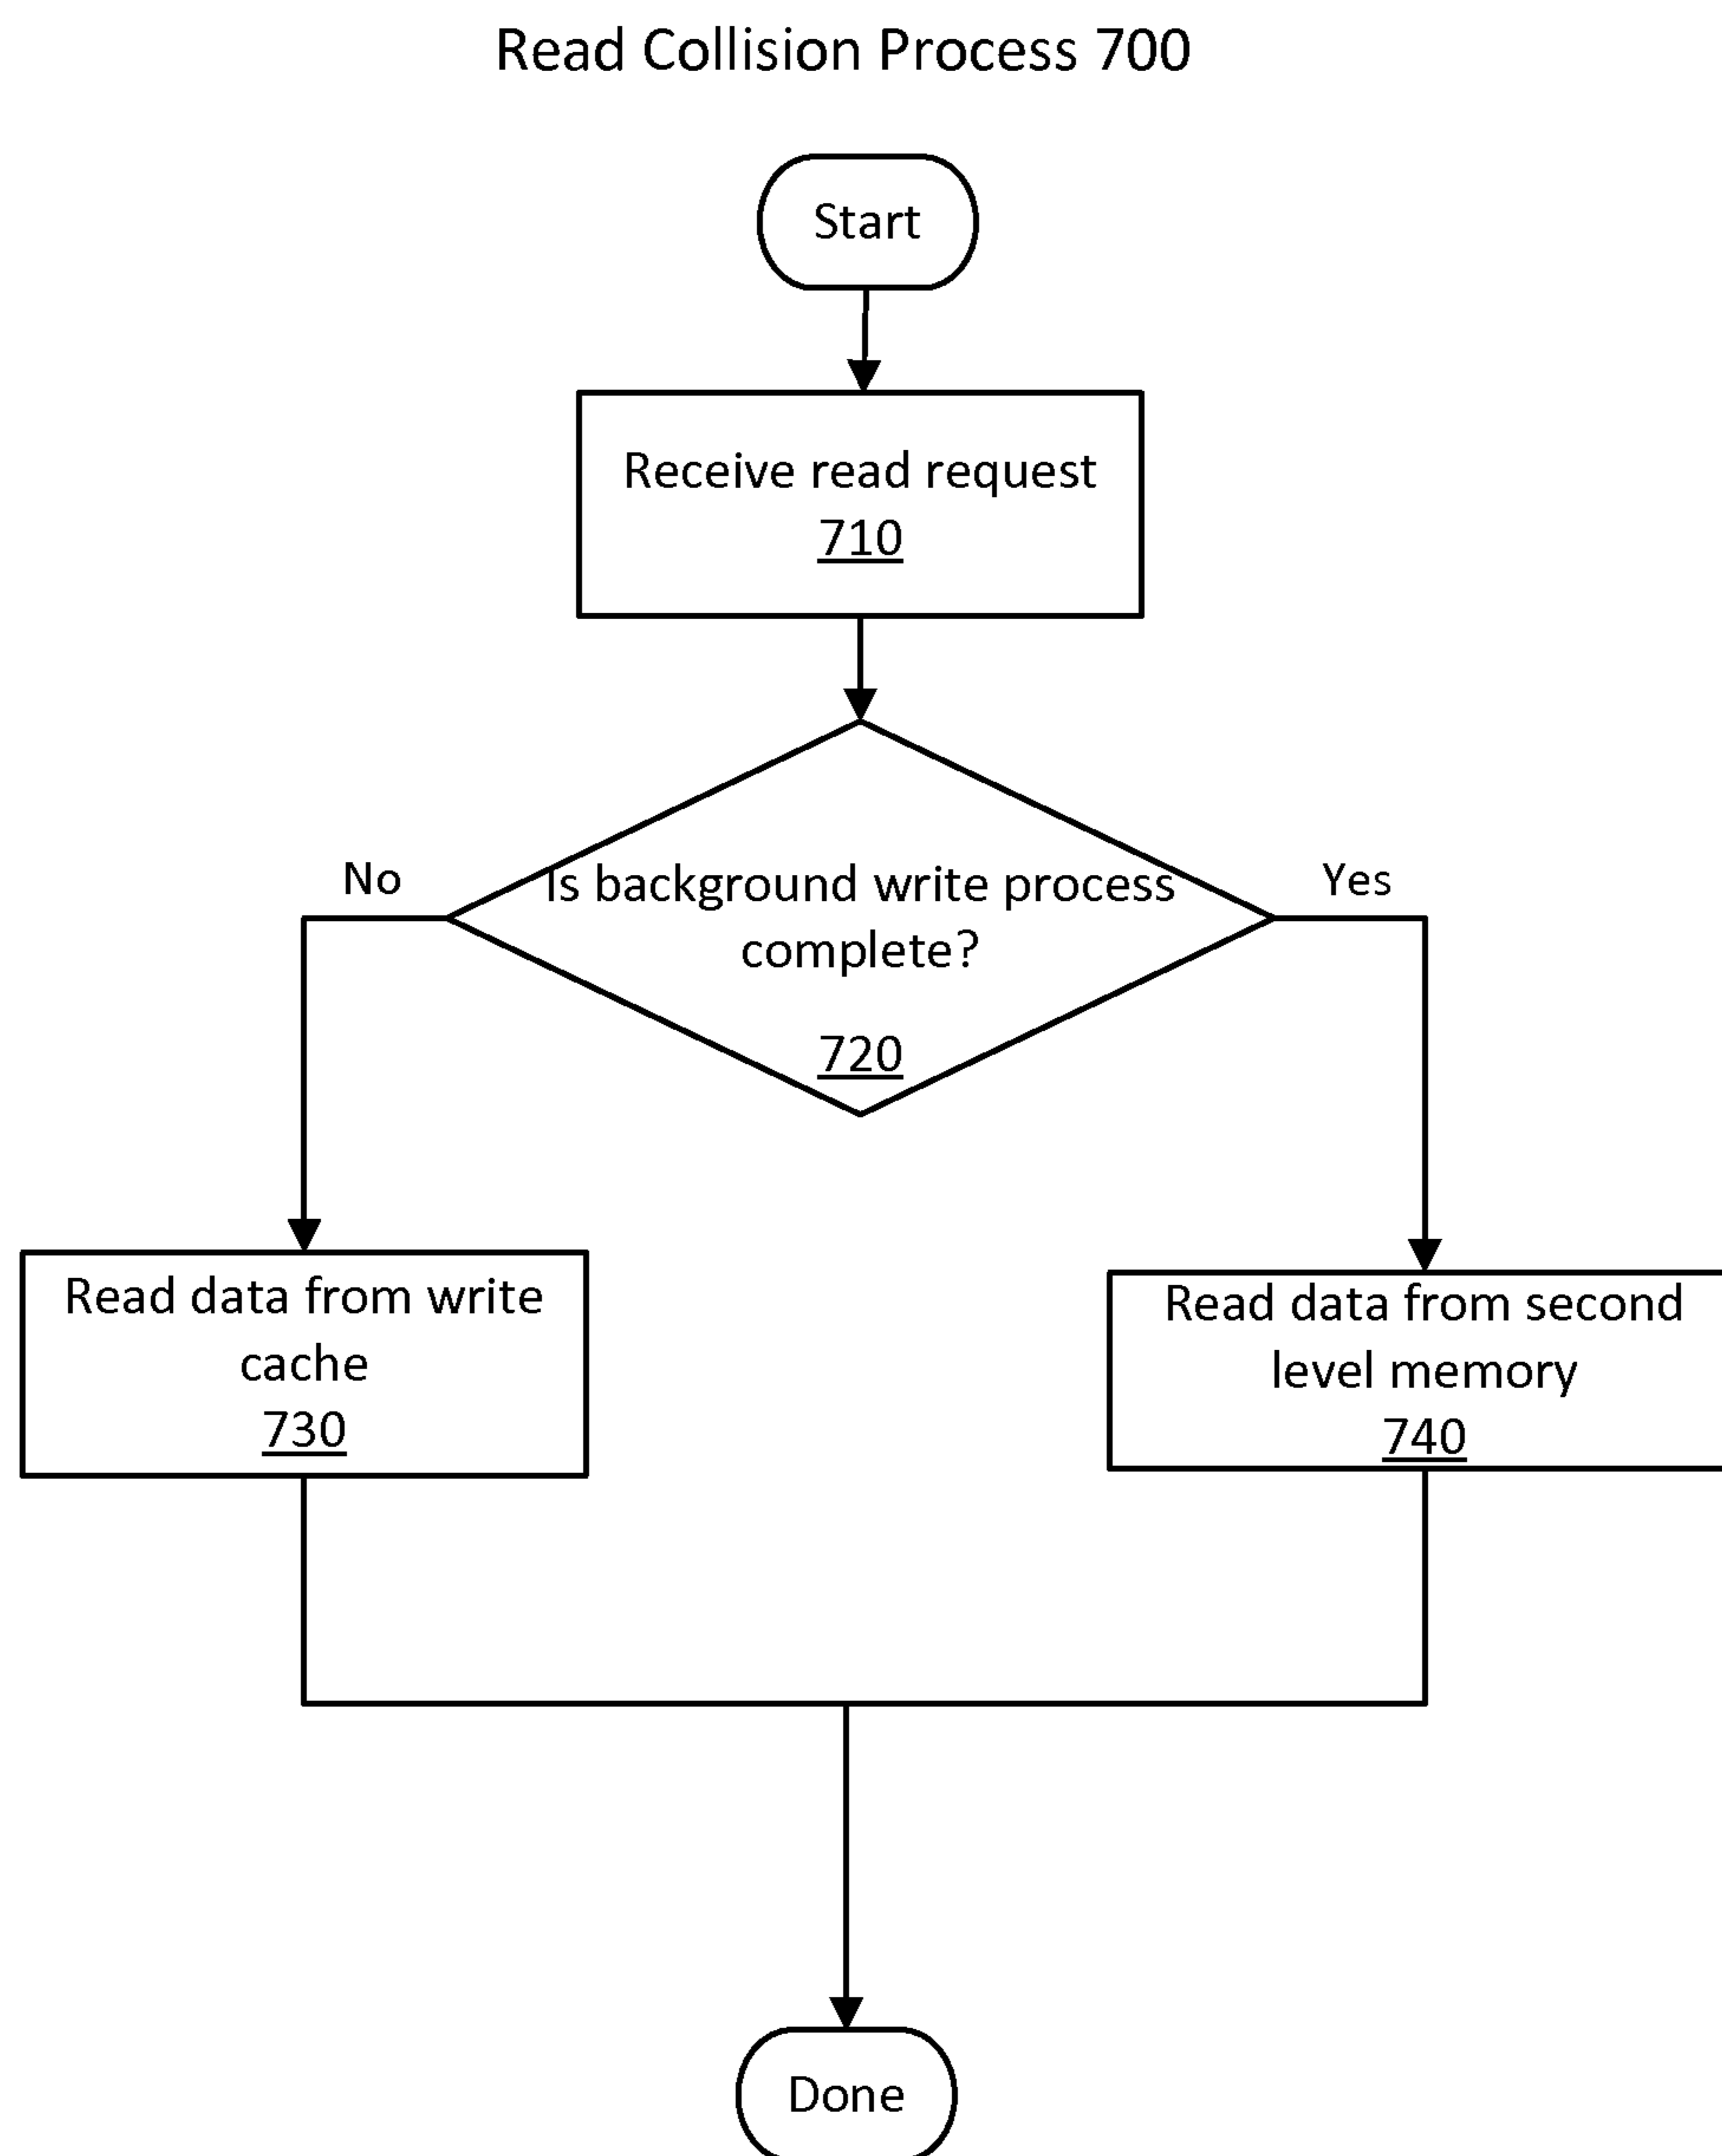 Read Collision Process 700
Start
Receive read request
710
Is background write process
complete?
720
No
Yes
Read data from write
cache
730
Read data from second
level memory
740
Done